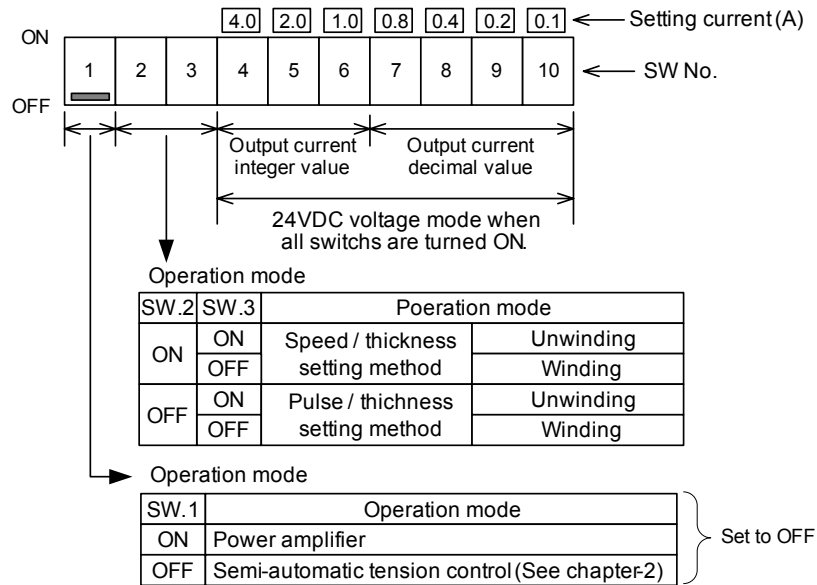 4.0 2.0 1.0 0.8 0.4 0.2 0.1 Setting current(A)
ON
1 2 3 4 5 6 7 8 9 10 SW No.
OFF
Output current integer value
Output current decimal value
24VDC voltage mode when
all switchs are turned ON.
Operation mode
SW.2 SW.3 Poeration mode
ON ON Speed / thickness setting method Unwinding
OFF Winding
OFF ON Pulse / thichness setting method Unwinding
OFF Winding
Operation mode
SW.1 Operation mode
ON Power amplifier
OFF Semi-automatic tension control(See chapter-2)
Set to OFF